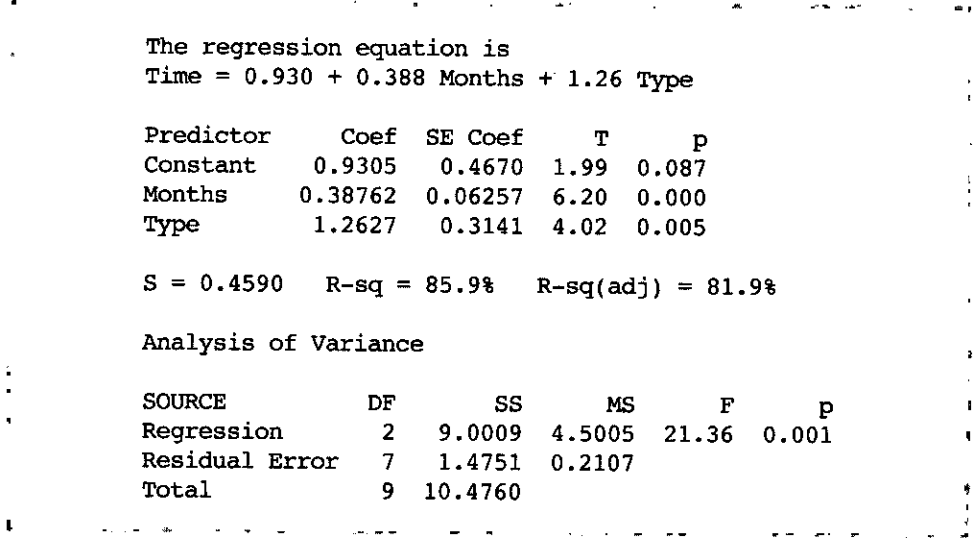 The regression equation is
Time = 0.930 + 0.388 Months + 1.26 Type
Predictor Coef SE Coef T p
Constant 0.9305 0.4670 1.99 0.087
Months 0.38762 0.06257 6.20 0.000
Type 1.2627 0.3141 4.02 0.005
S = 0.4590 R-sq = 85.9% R-sq(adj) = 81.9%
Analysis of Variance
SOURCE DF SS MS F p
Regression 2 9.0009 4.5005 21.36 0.001
Residual Error 7 1.4751 0.2107
Total 9 10.4760